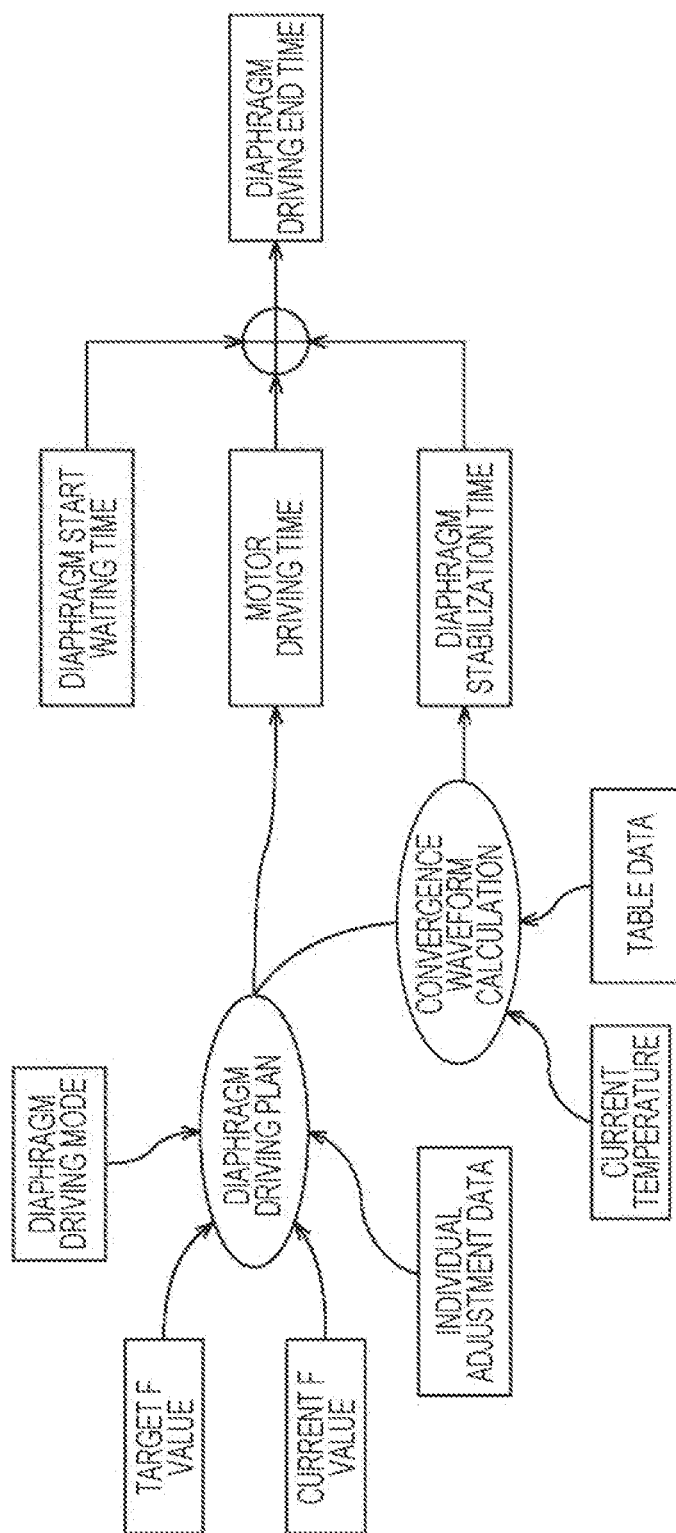 TARGET F
VALUE
CURRENT F
VALUE
DIAPHRAGM
DRIVING MODE
DIAPHRAGM
DRIVING PLAN
INDIVIDUAL
ADJUSTMENT DATA
CURRENT
TEMPERATURE
CONVERGENCE
WAVEFORM
CALCULATION
TABLE DATA
DIAPHRAGM START
WAITING TIME
MOTOR
DRIVING TIME
DIAPHRAGM
STABILIZATION TIME
DIAPHRAGM
DRIVING END TIME